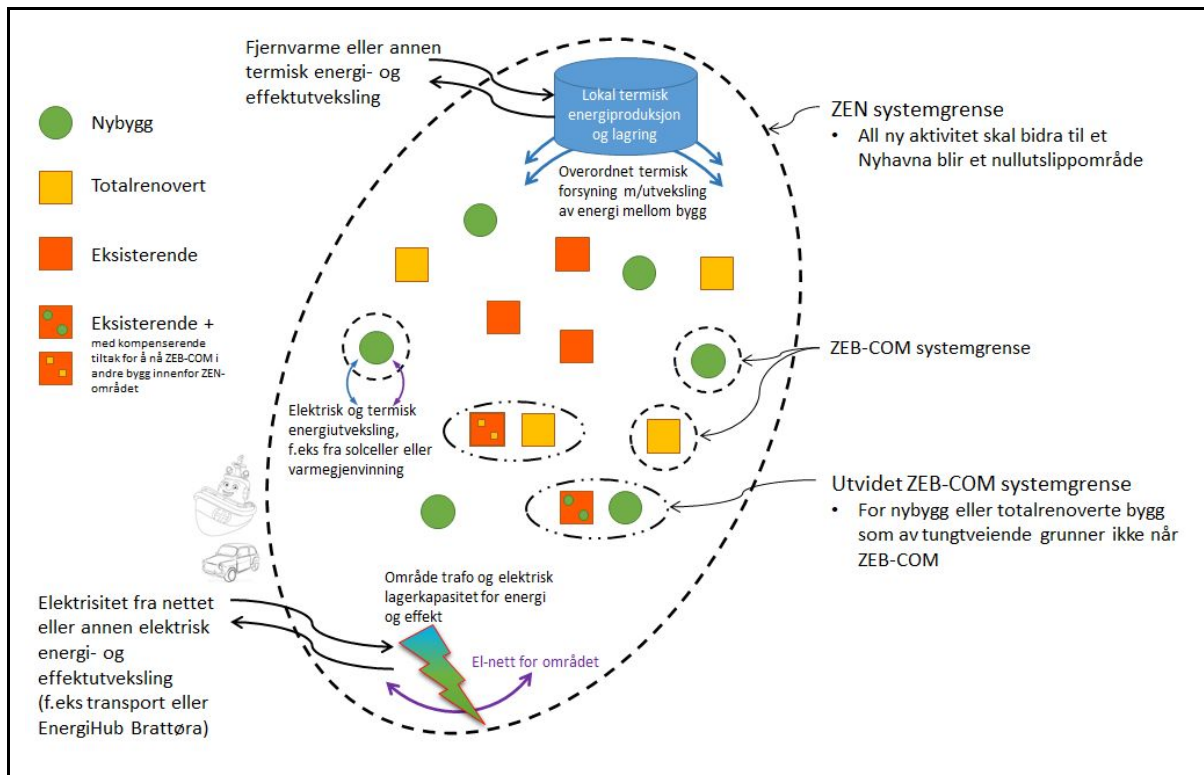 Fjernvarme eller annen
termisk energi- og
effektutveksling
Lokal termisk
energiproduksjon
og lagring
Overordnet termisk
forsyning m/utveksling
av energi mellom bygg
ZEN systemgrense
• All ny aktivitet skal bidra til et
Nyhavna blir et nullutslippområde
Nybygg
Totalrenovert
Eksisterende
Eksisterende +
med kompenserende
tiltak for å nå ZEB-COM i
andre bygg innenfor ZEN-
området
ZEB-COM systemgrense
Elektrisk og termisk
energiutveksling,
f.eks fra solceller eller
varmegjenvinning
Utvidet ZEB-COM systemgrense
• For nybygg eller totalrenoverte bygg
som av tungtveiende grunner ikke når
ZEB-COM
Område trafo og elektrisk
lagerkapasitet for energi
og effekt
El-nett for området
Elektrisitet fra nettet
eller annen elektrisk
energi- og
effektutveksling
(f.eks transport eller
EnergiHub Brattøra)